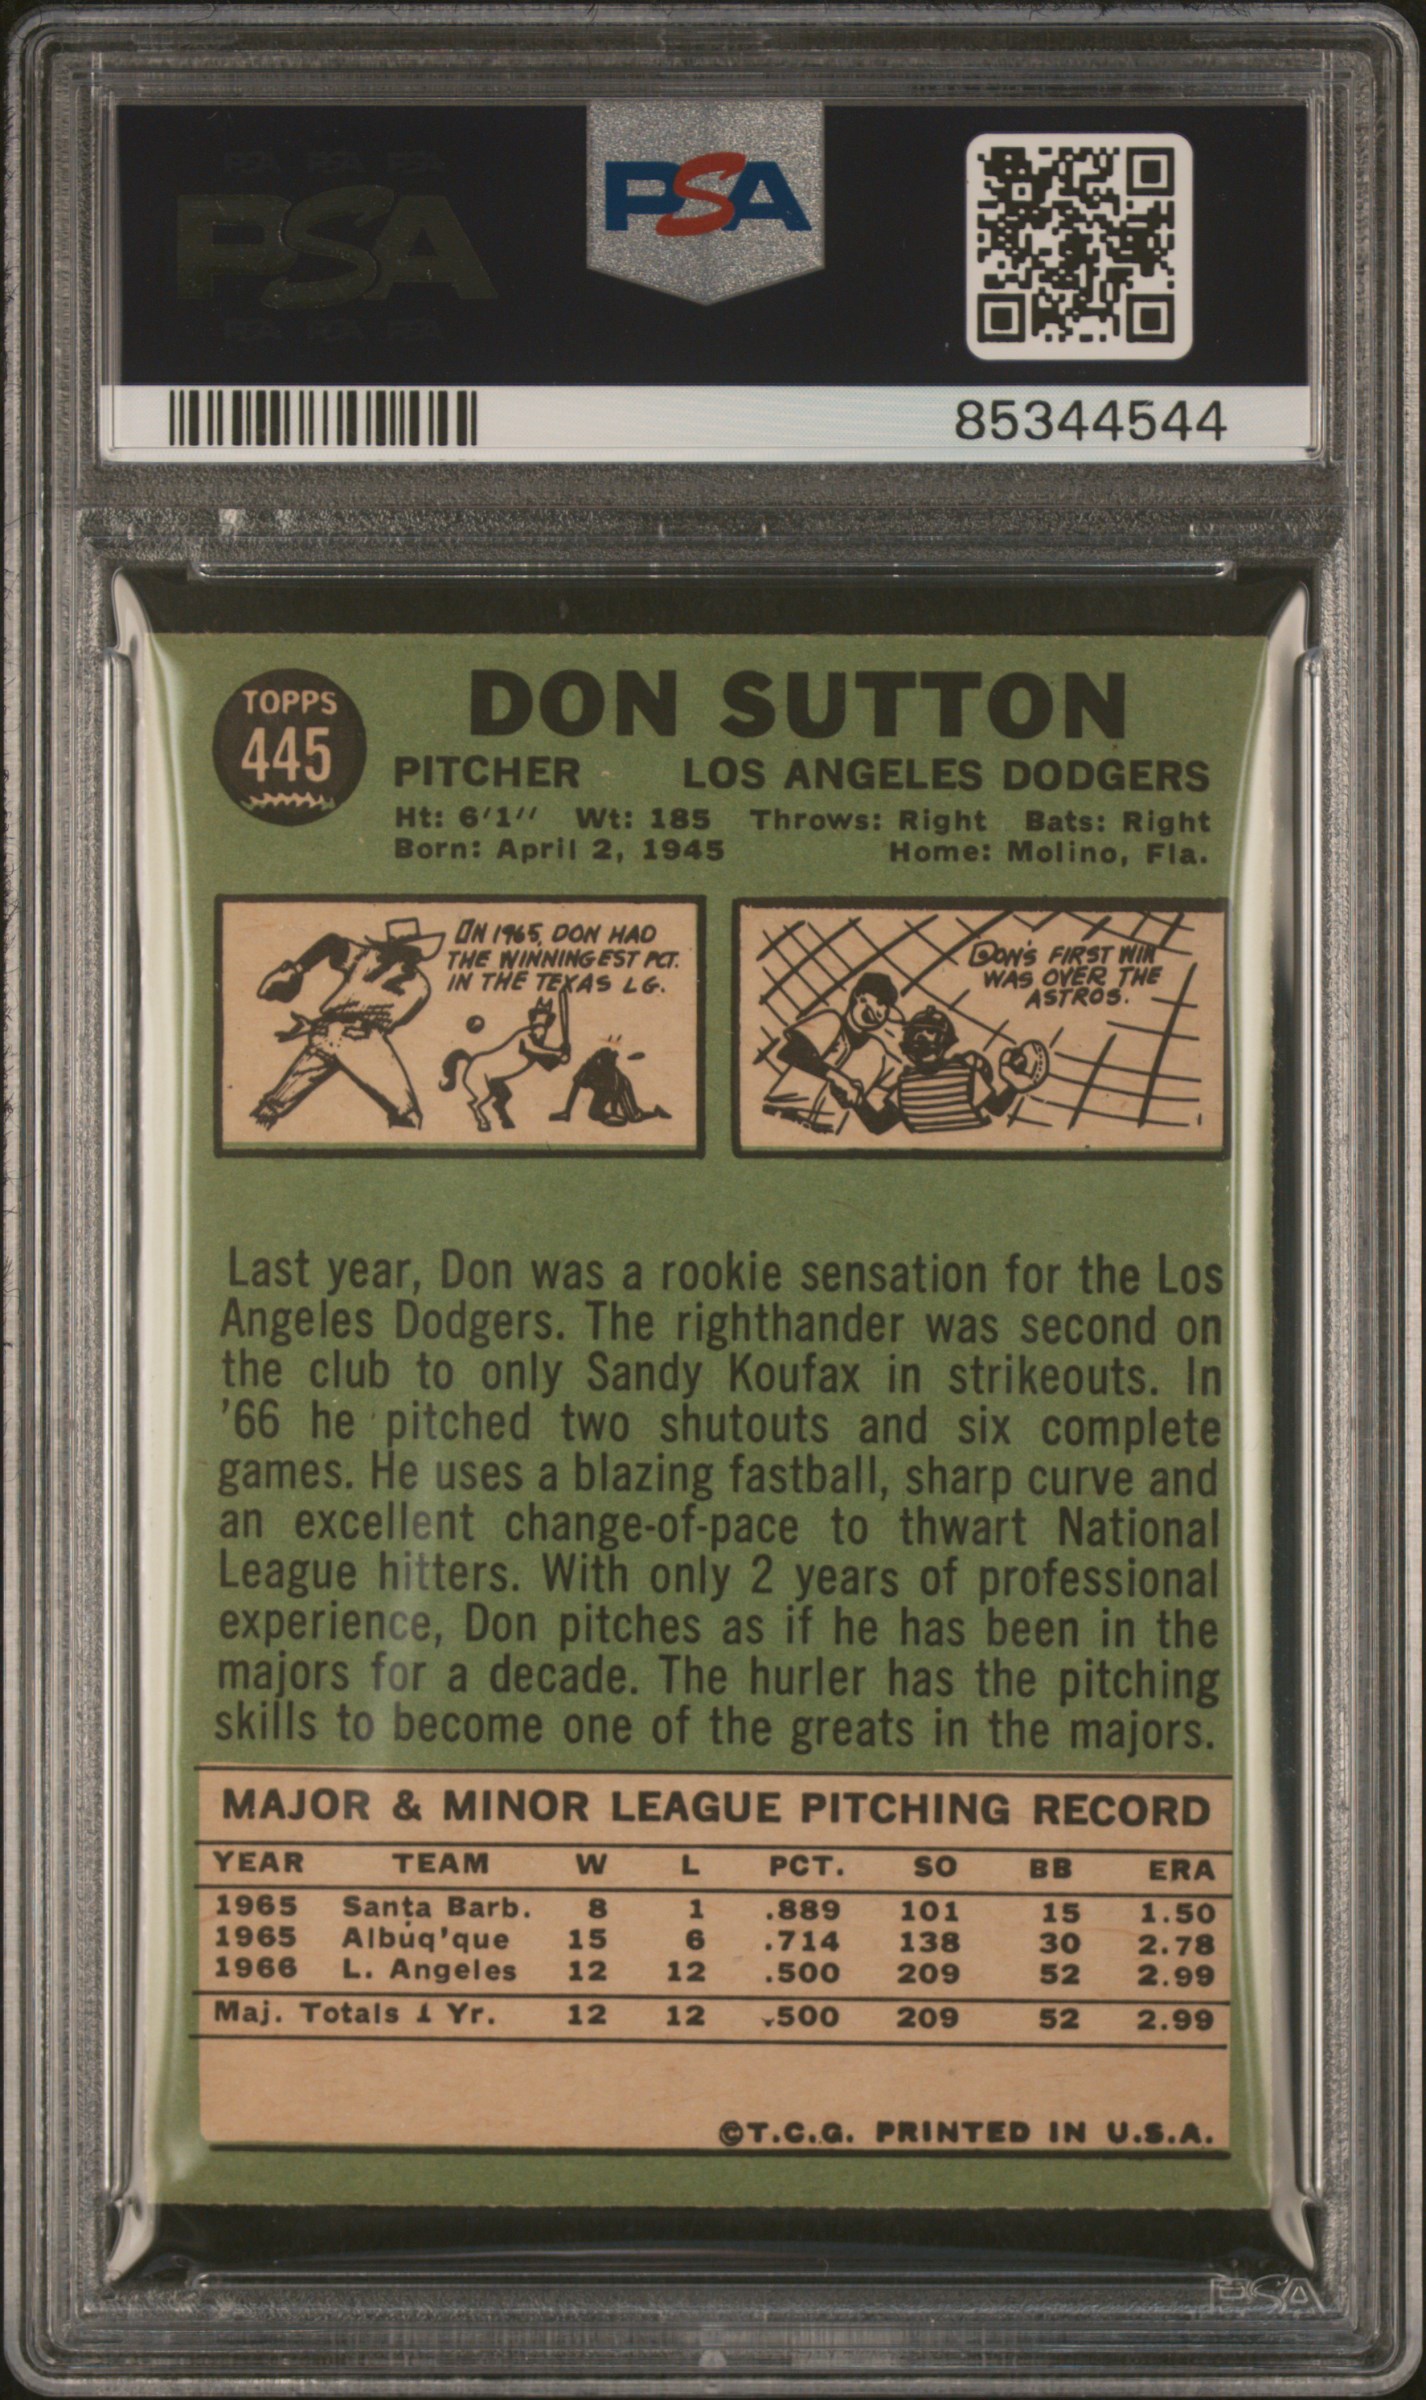 PSA PSA PSA
PSA
PSA PSA PSA
PSA
85344544
TOPPS
445
DON SUTTON
PITCHER LOS ANGELES DODGERS
Ht: 6'1" Wt: 185 Throws: Right Bats: Right
Born: April 2, 1945 Home: Molino, Fla.
IN 1965, DON HAD
THE WINNINGEST PCT.
IN THE TEXAS LG.
DON'S FIRST WIN
WAS OVER THE
ASTROS.
Last year, Don was a rookie sensation for the Los
Angeles Dodgers. The righthander was second on
the club to only Sandy Koufax in strikeouts. In
'66 he pitched two shutouts and six complete
games. He uses a blazing fastball, sharp curve and
an excellent change-of-pace to thwart National
League hitters. With only 2 years of professional
experience, Don pitches as if he has been in the
majors for a decade. The hurler has the pitching
skills to become one of the greats in the majors.
MAJOR & MINOR LEAGUE PITCHING RECORD
YEAR TEAM W L PCT. SO BB ERA
1965 Santa Barb. 8 1 .889 101 15 1.50
1965 Albuq'que 15 6 .714 138 30 2.78
1966 L. Angeles 12 12 .500 209 52 2.99
Maj. Totals 1 Yr. 12 12 .500 209 52 2.99
©T.C.G. PRINTED IN U.S.A.
PSA